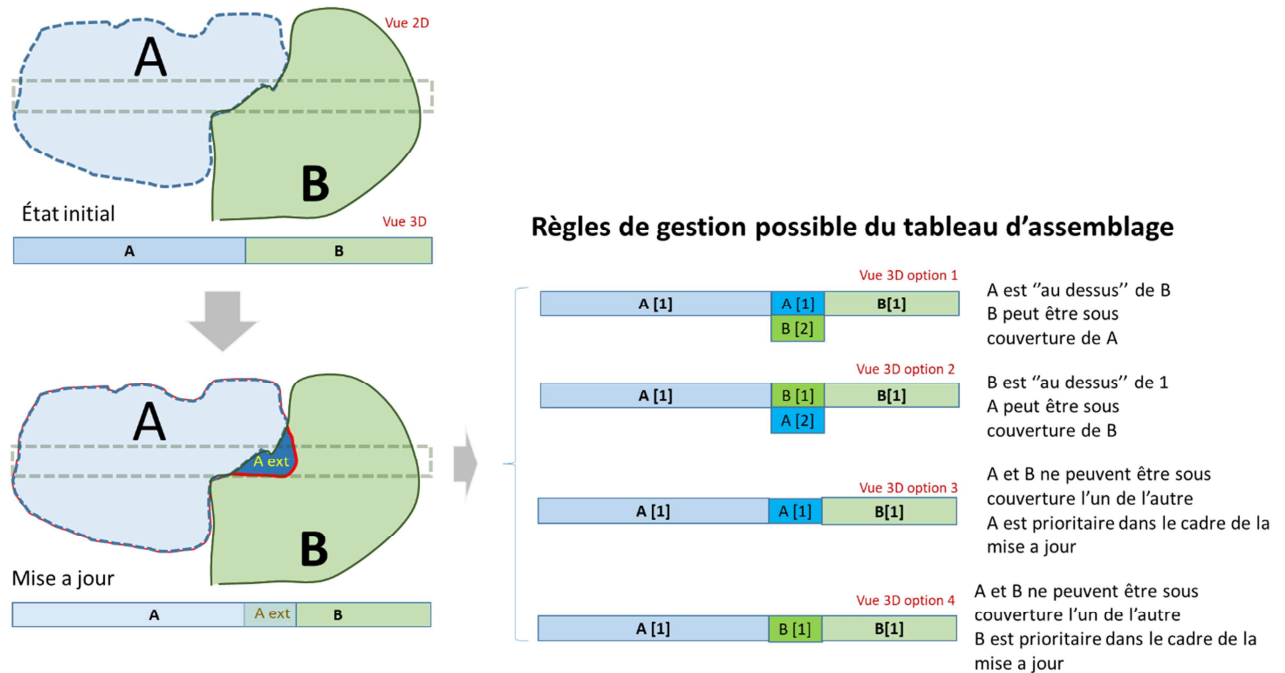 Vue 2D
A
B
État initial
Vue 3D
A
B
A
A ext
B
Mise a jour
A
A ext
B
Règles de gestion possible du tableau d’assemblage
Vue 3D option 1
A [1]
A [1]
B[1]
B [2]
A est ‘‘au dessus’’ de B
B peut être sous
couverture de A
Vue 3D option 2
A [1]
B [1]
B[1]
A [2]
B est ‘‘au dessus’’ de 1
A peut être sous
couverture de B
Vue 3D option 3
A [1]
A [1]
B[1]
A et B ne peuvent être sous
couverture l’un de l’autre
A est prioritaire dans le cadre de la
mise a jour
Vue 3D option 4
A [1]
B [1]
B[1]
A et B ne peuvent être sous
couverture l’un de l’autre
B est prioritaire dans le cadre de la
mise a jour